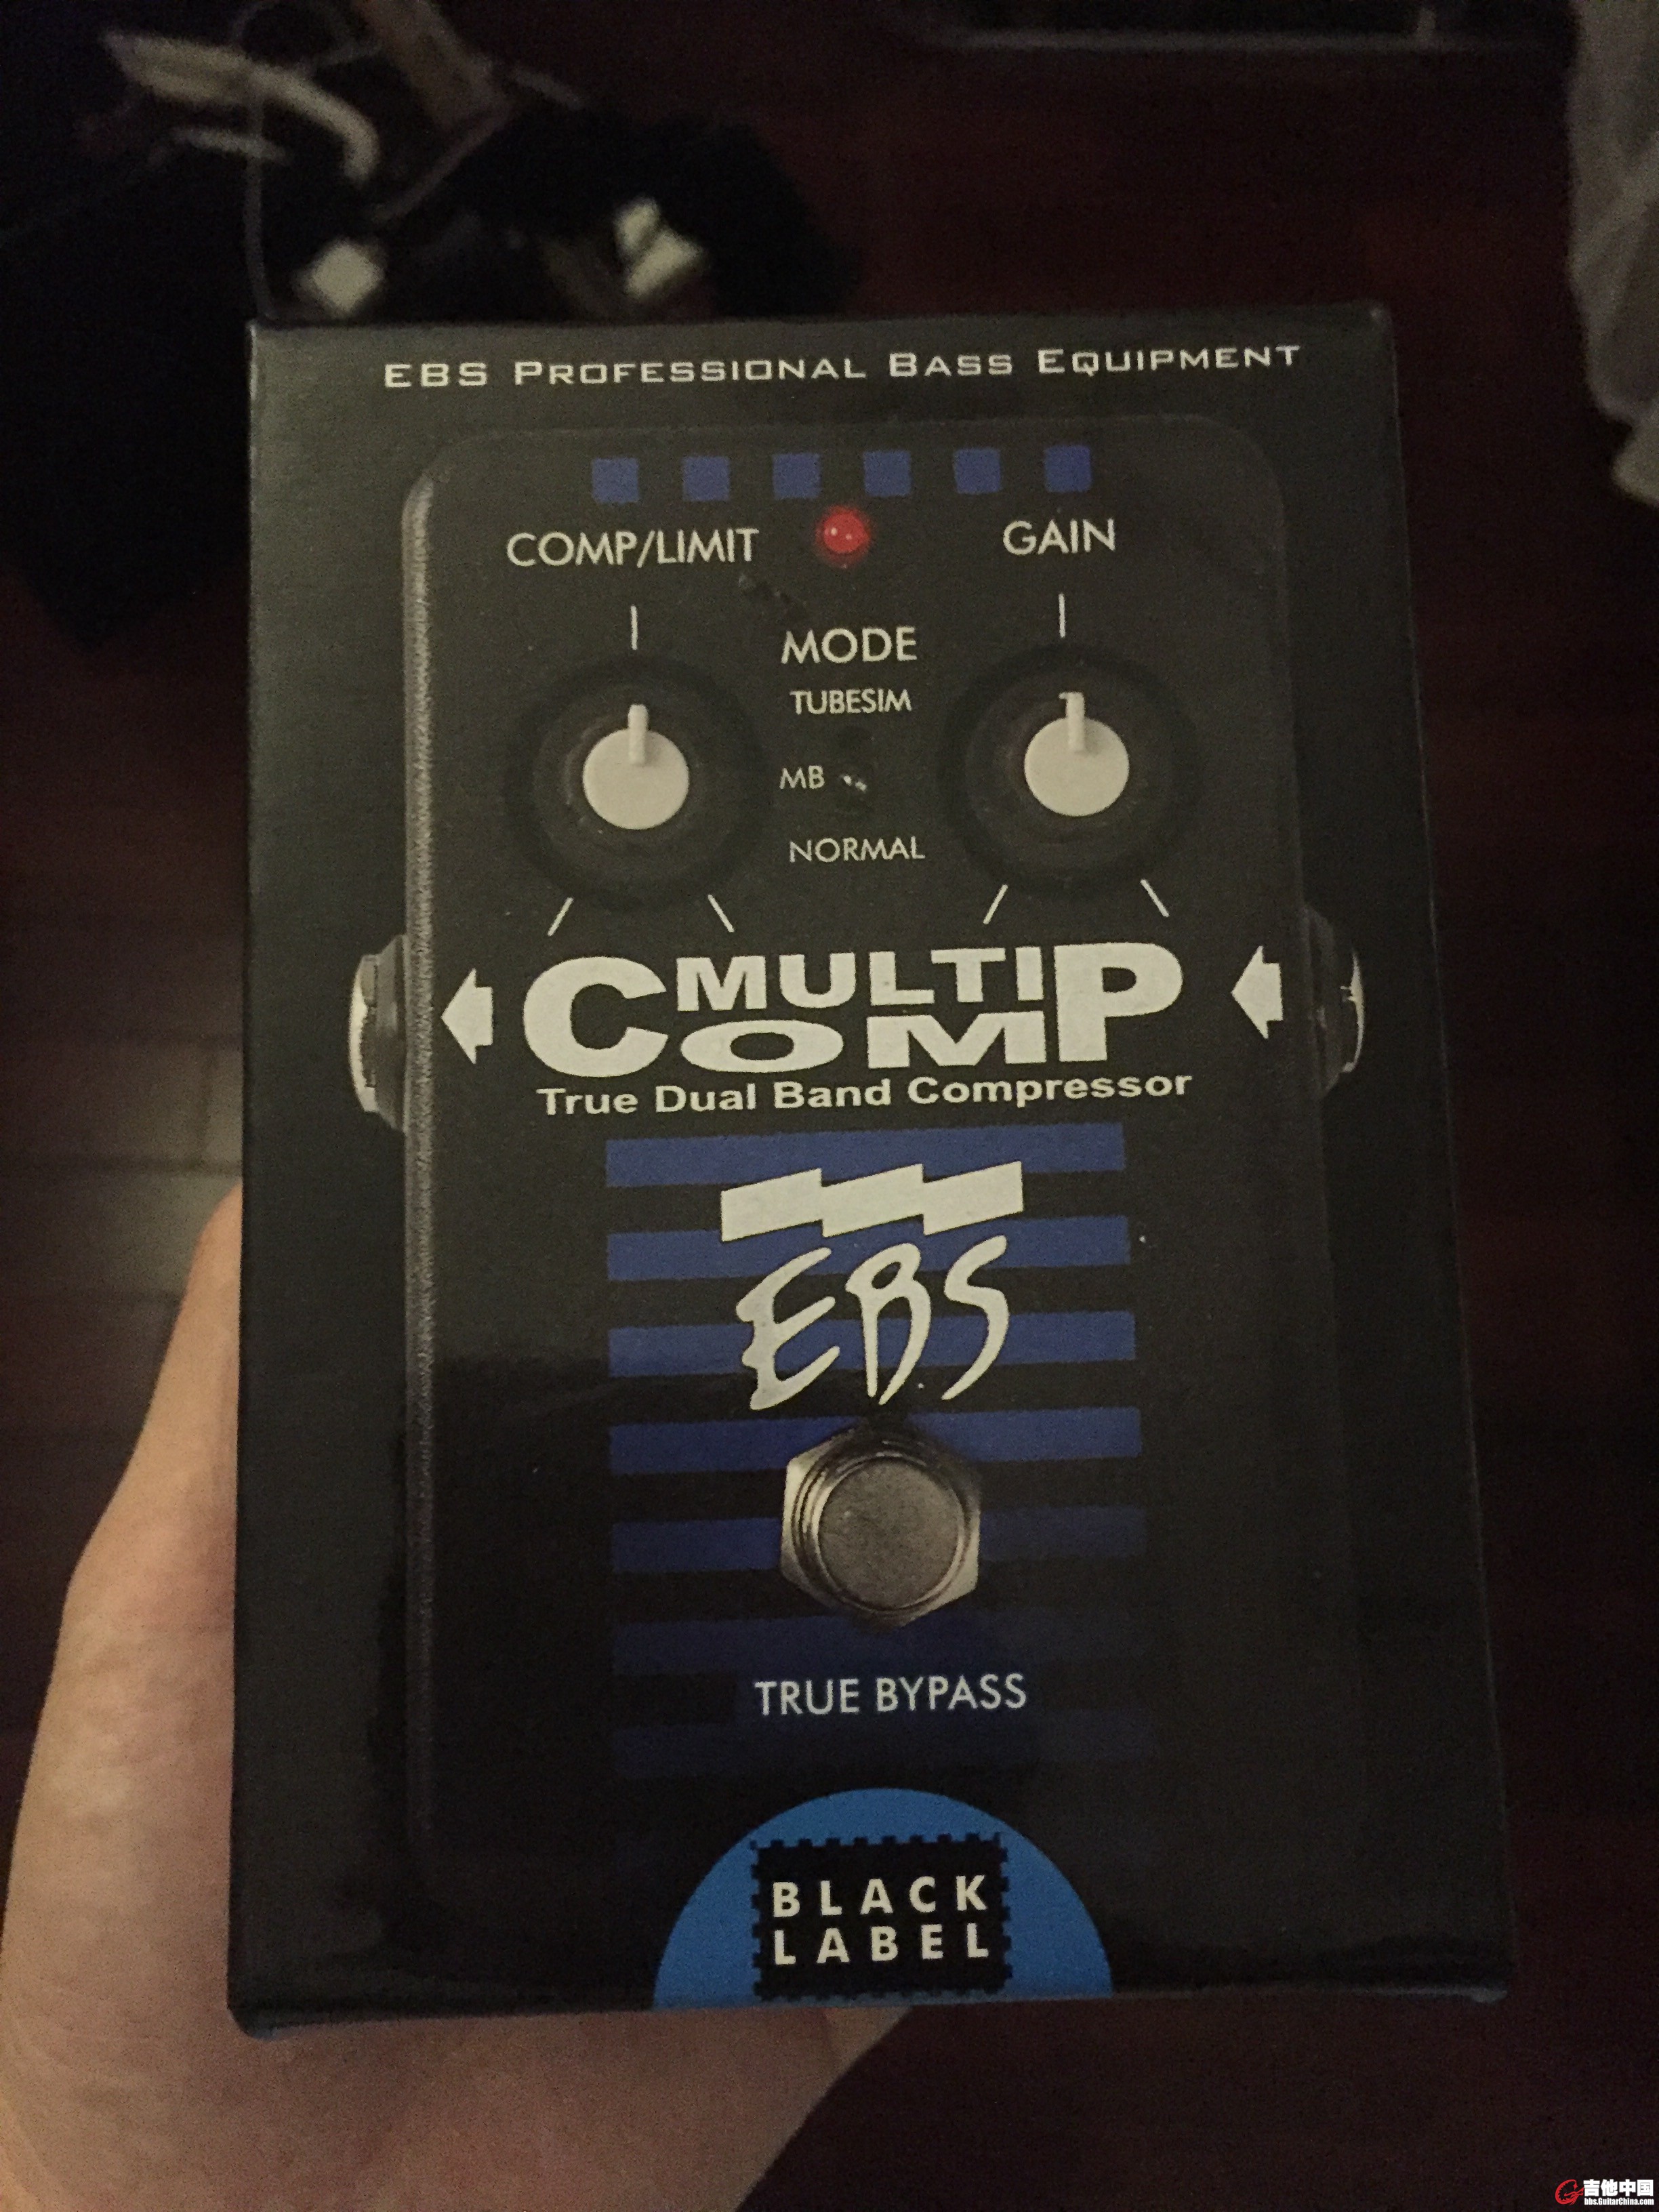 EBS PROFESSIONAL BASS EQUIPMENT
COMP/LIMIT
GAIN
MODE
TUBESIM
MB
NORMAL
MULTI
COMP
True Dual Band Compressor
EBS
TRUE BYPASS
BLACK
LABEL
吉他中国
bbs.GuitarChina.com